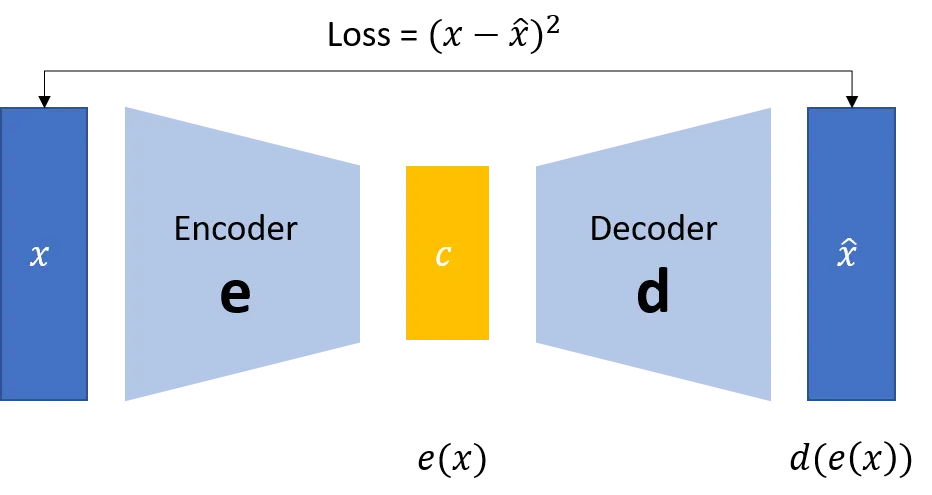 Loss = (x − x̂)²
x
Encoder
e
c
Decoder
d
x̂
e(x)
d(e(x))